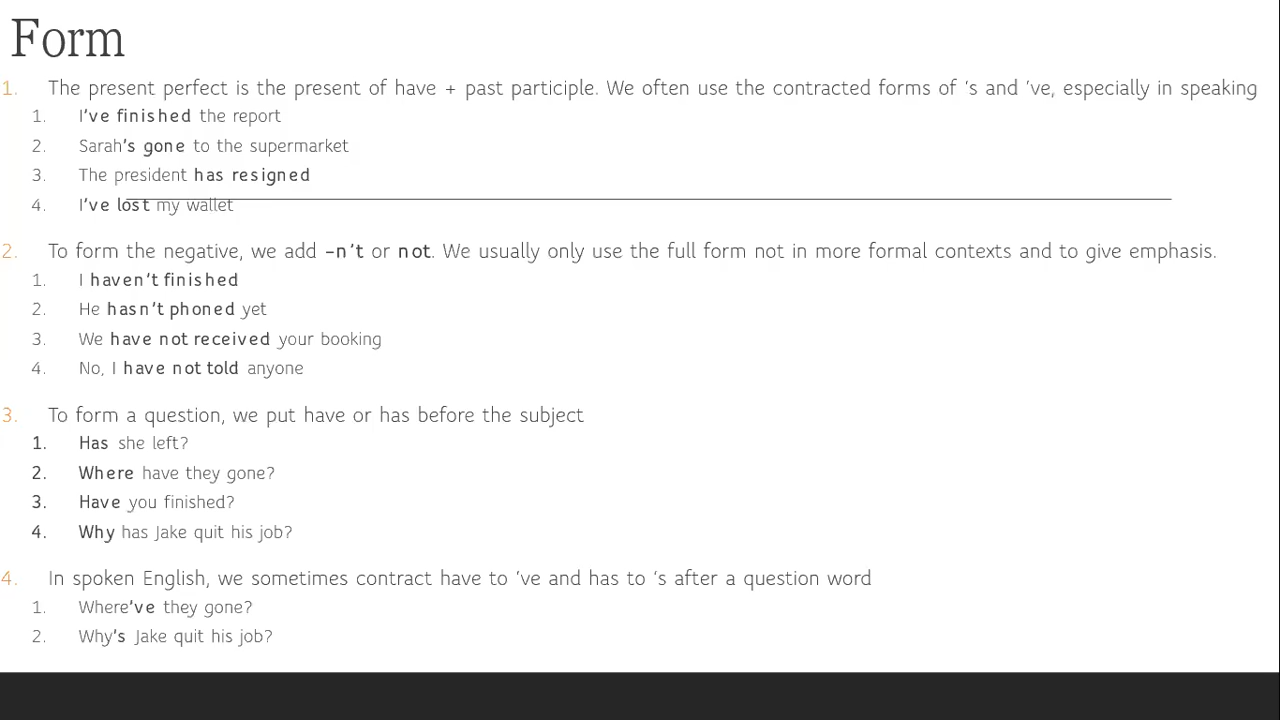 Form
1. The present perfect is the present of have + past participle. We often use the contracted forms of ‘s and ‘ve, especially in speaking
1. I’ve finished the report
2. Sarah’s gone to the supermarket
3. The president has resigned
4. I’ve lost my wallet
2. To form the negative, we add –n’t or not. We usually only use the full form not in more formal contexts and to give emphasis.
1. I haven’t finished
2. He hasn’t phoned yet
3. We have not received your booking
4. No, I have not told anyone
3. To form a question, we put have or has before the subject
1. Has she left?
2. Where have they gone?
3. Have you finished?
4. Why has Jake quit his job?
4. In spoken English, we sometimes contract have to ‘ve and has to ‘s after a question word
1. Where’ve they gone?
2. Why’s Jake quit his job?